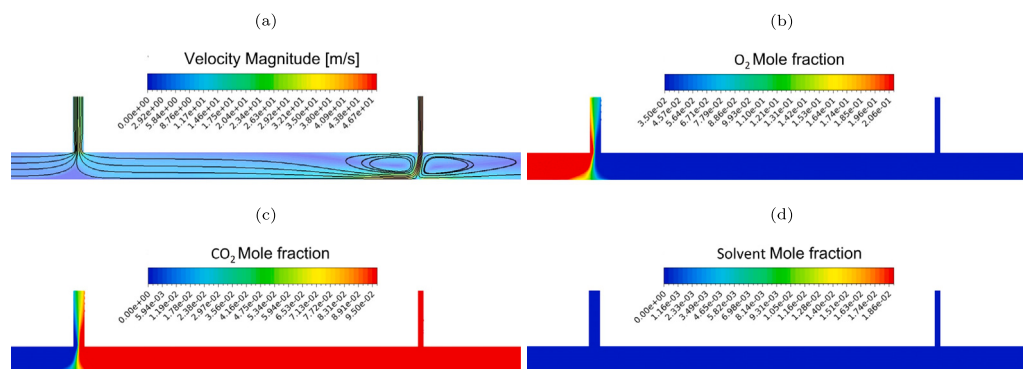 (a)
Velocity Magnitude [m/s]
0.00e+00
2.92e+00
5.84e+00
8.76e+00
1.17e+01
1.46e+01
1.75e+01
2.04e+01
2.34e+01
2.63e+01
2.92e+01
3.21e+01
3.50e+01
3.80e+01
4.09e+01
4.38e+01
4.67e+01
(b)
O₂ Mole fraction
3.50e-02
4.57e-02
5.64e-02
6.71e-02
7.79e-02
8.86e-02
9.93e-02
1.10e-01
1.21e-01
1.31e-01
1.42e-01
1.53e-01
1.64e-01
1.74e-01
1.85e-01
1.96e-01
2.06e-01
(c)
CO₂ Mole fraction
0.00e+00
5.94e-03
1.19e-02
1.78e-02
2.38e-02
2.97e-02
3.56e-02
4.16e-02
4.75e-02
5.34e-02
5.94e-02
6.53e-02
7.13e-02
7.72e-02
8.31e-02
8.91e-02
9.50e-02
(d)
Solvent Mole fraction
0.00e+00
1.16e-03
2.33e-03
3.49e-03
4.65e-03
5.82e-03
6.98e-03
8.14e-03
9.31e-03
1.05e-02
1.16e-02
1.28e-02
1.40e-02
1.51e-02
1.63e-02
1.74e-02
1.86e-02